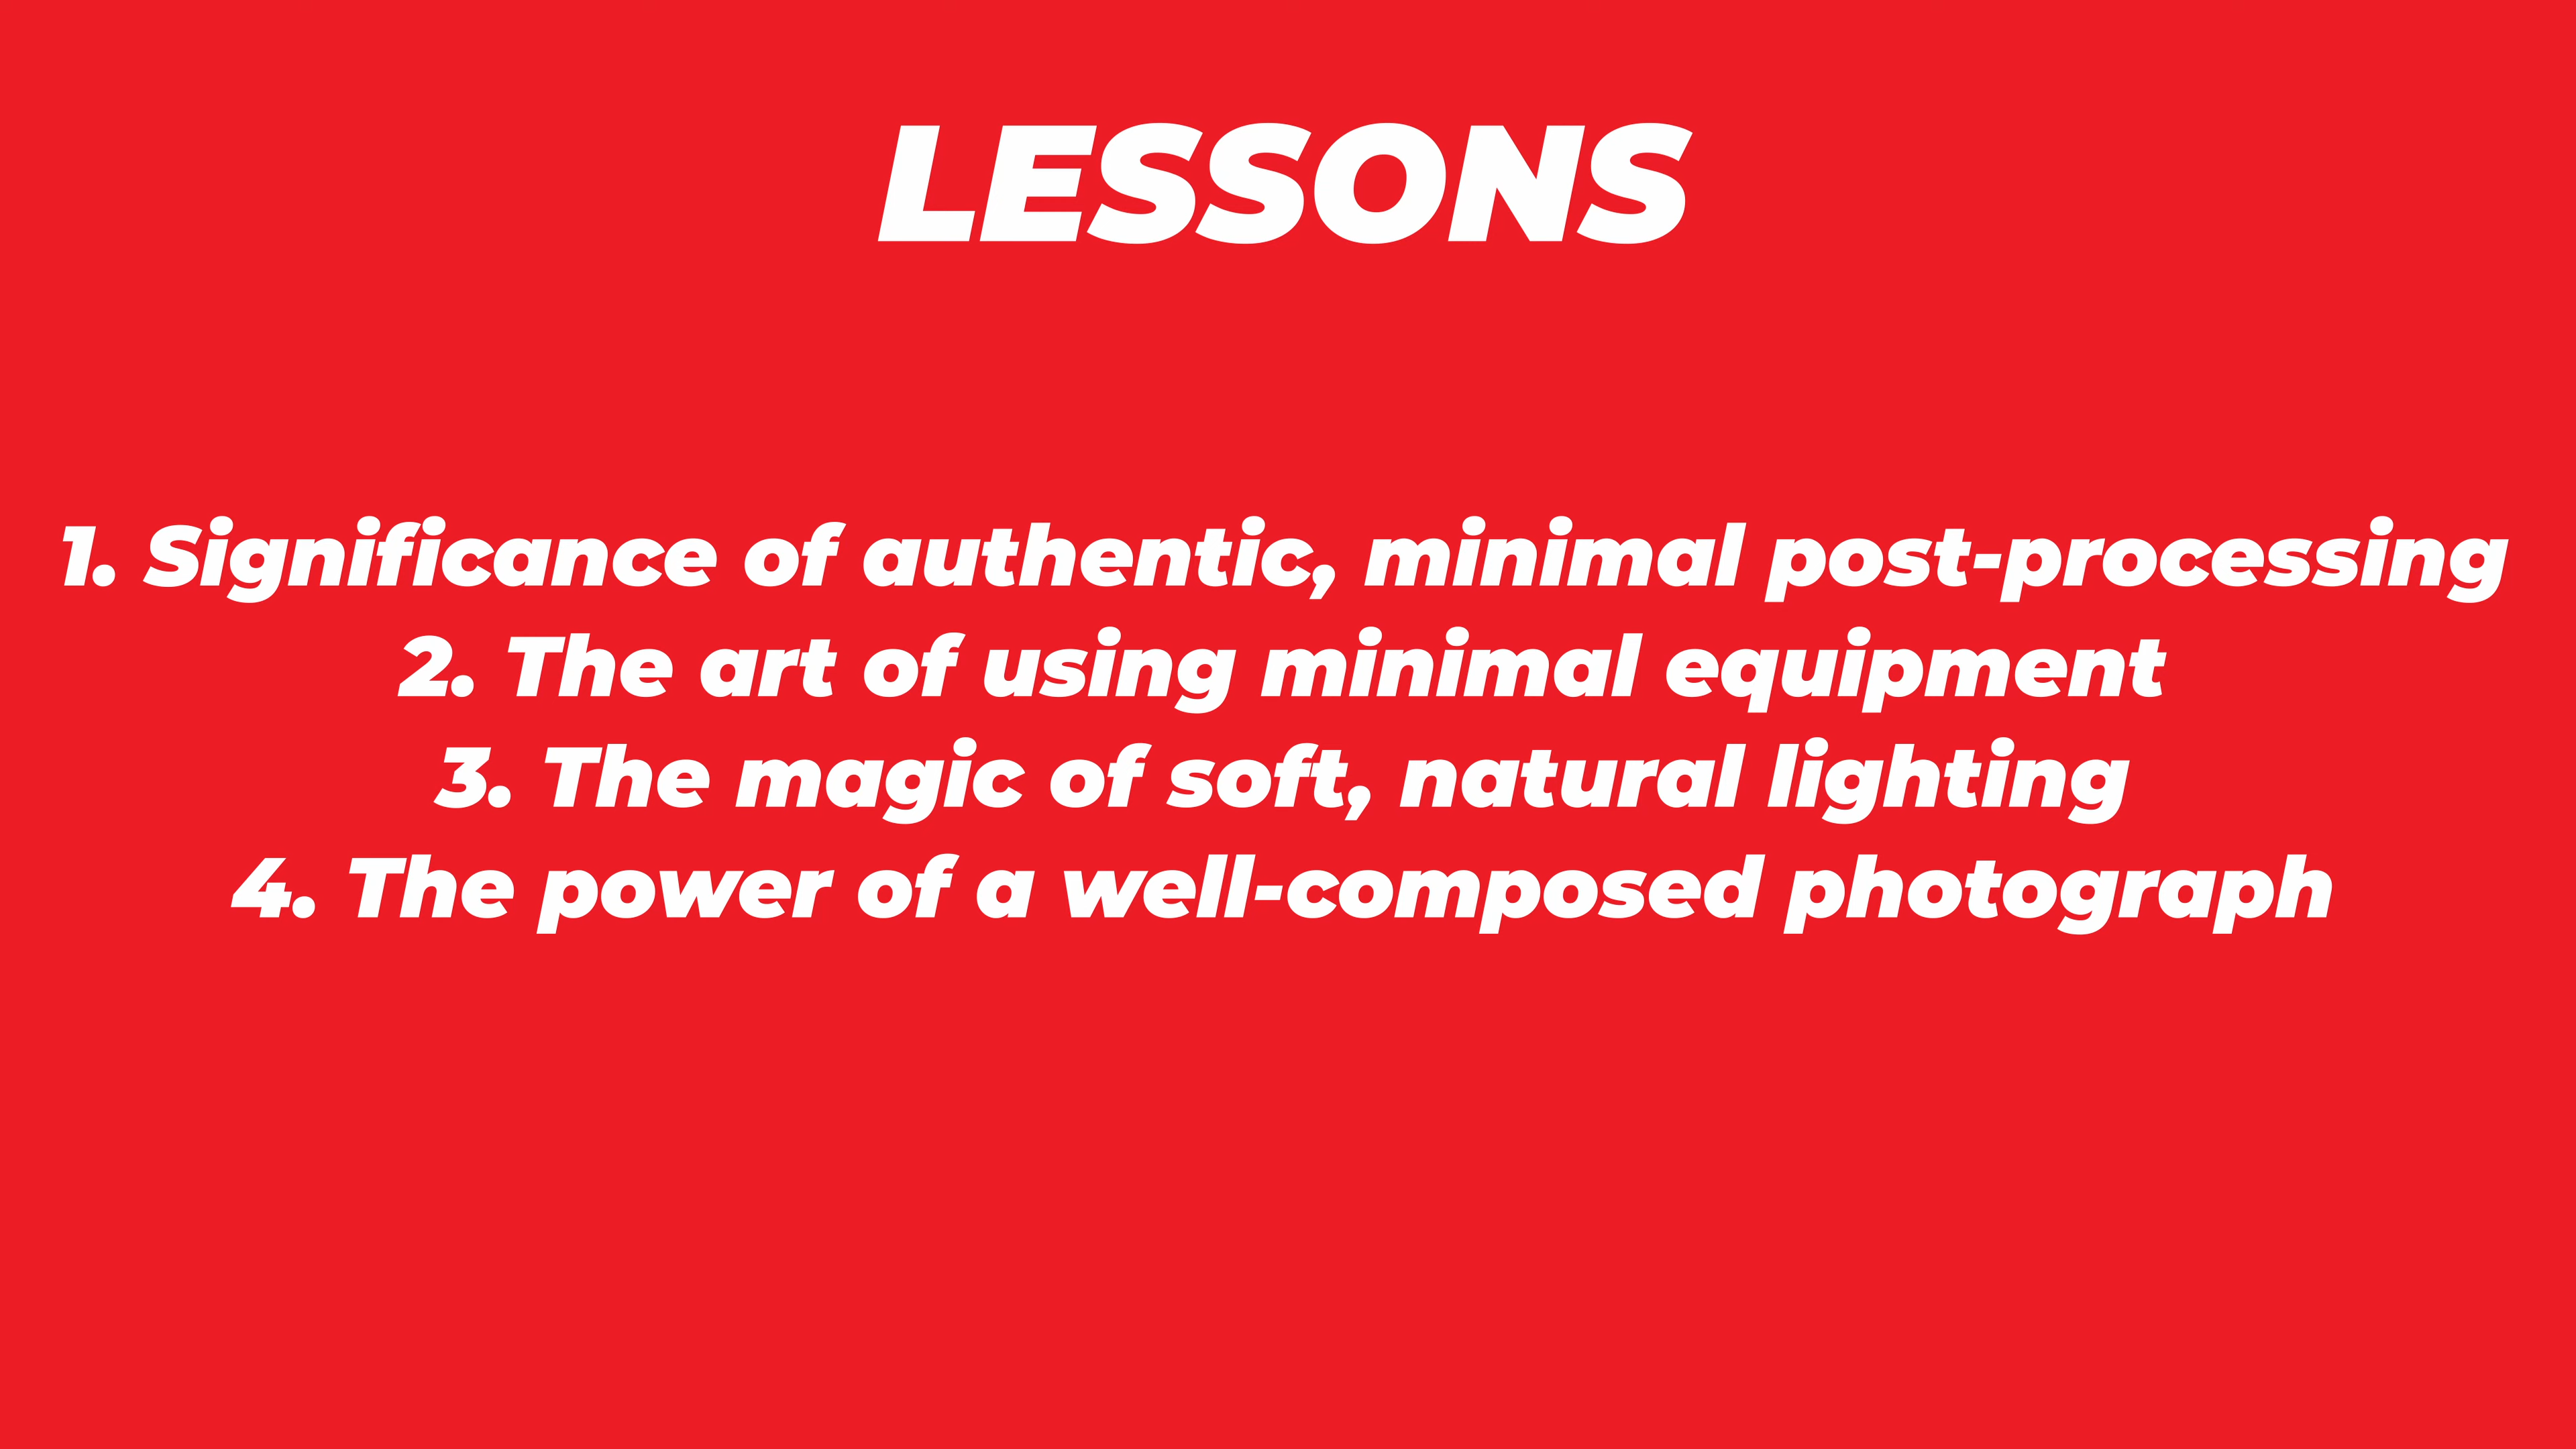 LESSONS
1. Significance of authentic, minimal post-processing
2. The art of using minimal equipment
3. The magic of soft, natural lighting
4. The power of a well-composed photograph